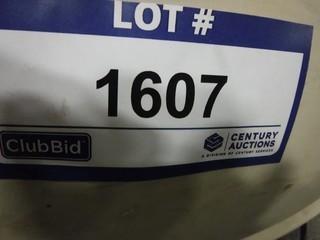 LOT #
1607
ClubBid
CENTURY
AUCTIONS
A DIVISION OF CENTURY SERVICES